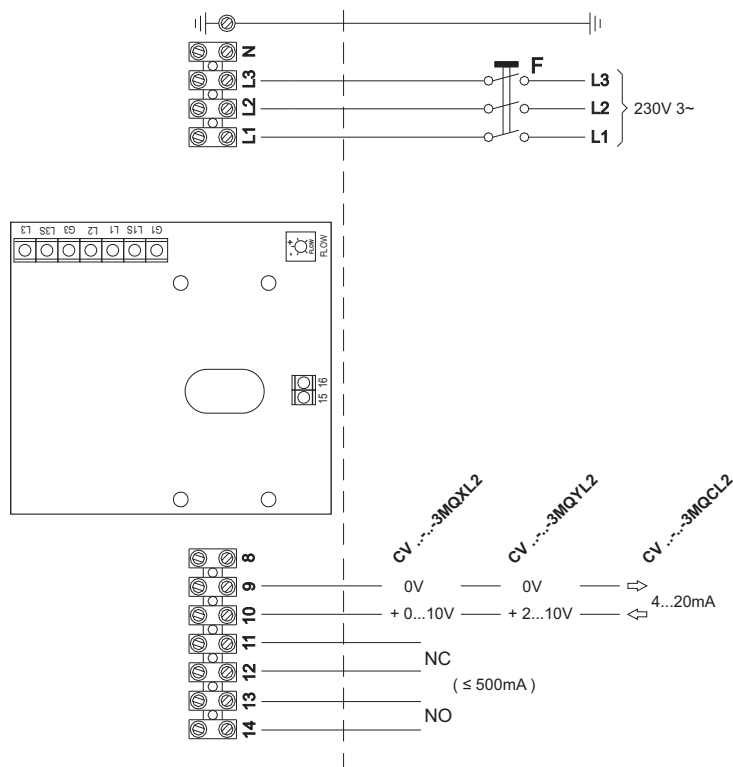 N
L3
F
L3
L2
L2
230V 3~
L1
L1
L3 L3S G3 L2 L1 L1S G1
+
-
FLOW
FLOW
16
15
CV ..-..-3MQXL2
CV ..-..-3MQYL2
CV ..-..-3MQCL2
8
9
0V
0V
10
+ 0...10V
+ 2...10V
4...20mA
11
NC
12
( ≤ 500mA )
13
NO
14